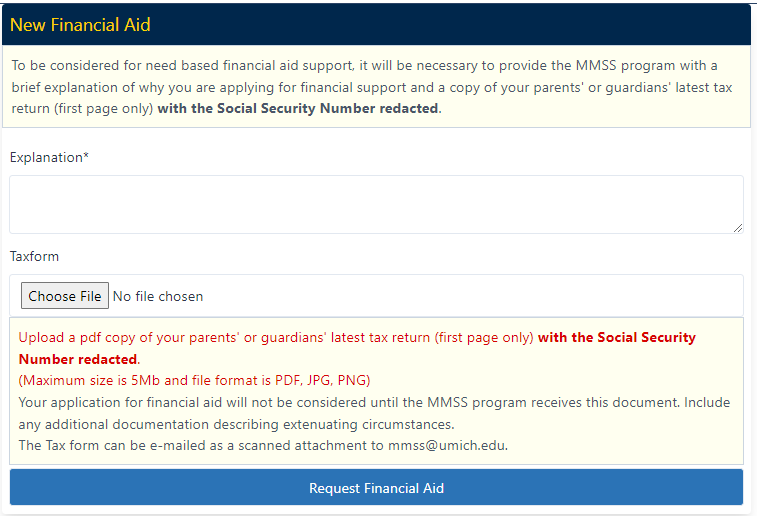 New Financial Aid
To be considered for need based financial aid support, it will be necessary to provide the MMSS program with a
brief explanation of why you are applying for financial support and a copy of your parents' or guardians' latest tax
return (first page only) with the Social Security Number redacted.
Explanation*
Taxform
Choose File No file chosen
Upload a pdf copy of your parents' or guardians' latest tax return (first page only) with the Social Security
Number redacted.
(Maximum size is 5Mb and file format is PDF, JPG, PNG)
Your application for financial aid will not be considered until the MMSS program receives this document. Include
any additional documentation describing extenuating circumstances.
The Tax form can be e-mailed as a scanned attachment to mmss@umich.edu.
Request Financial Aid